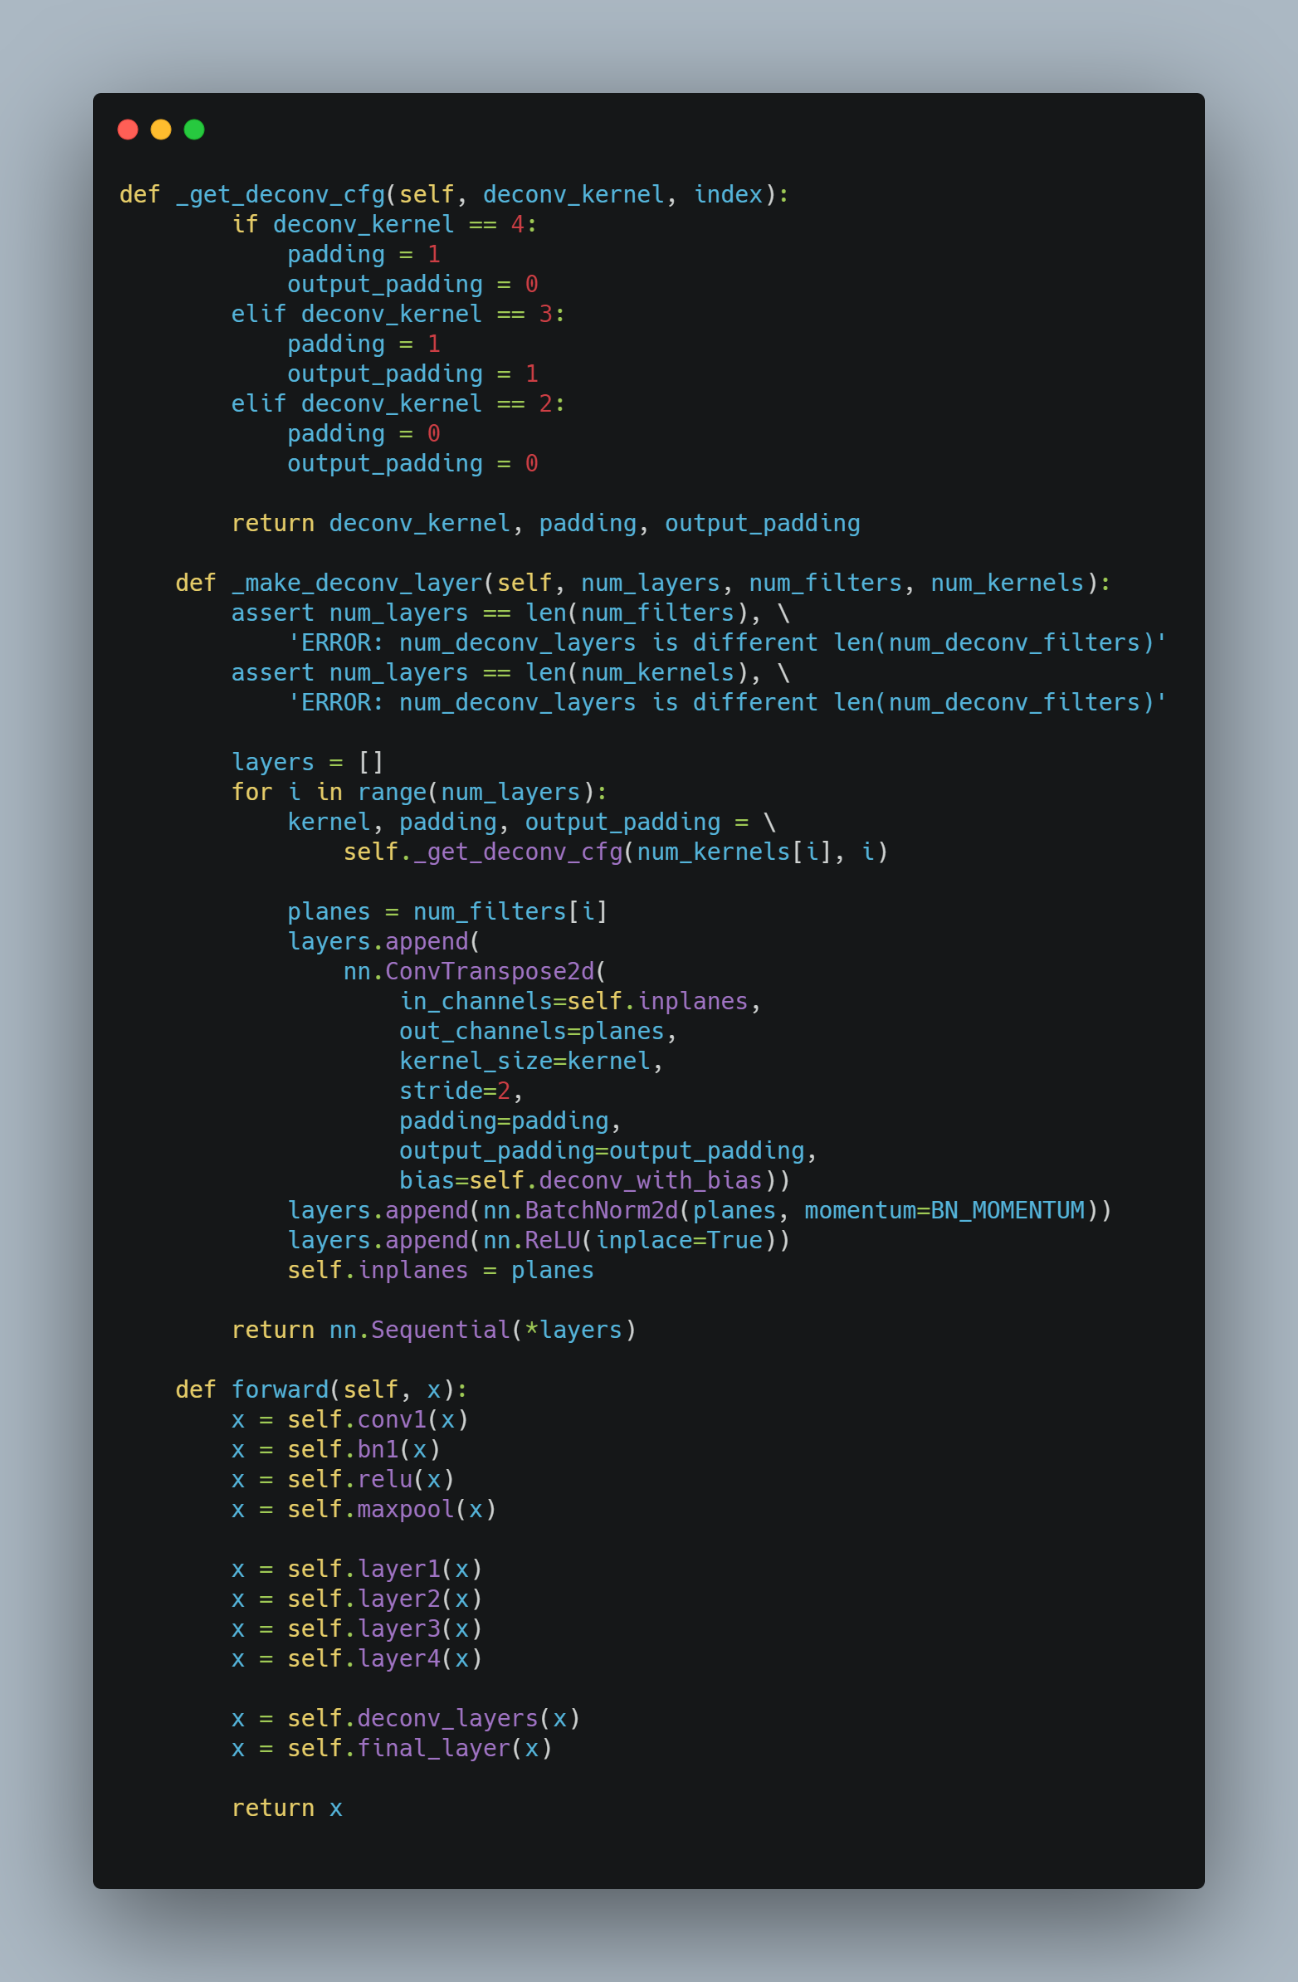 def _get_deconv_cfg(self, deconv_kernel, index):
        if deconv_kernel == 4:
            padding = 1
            output_padding = 0
        elif deconv_kernel == 3:
            padding = 1
            output_padding = 1
        elif deconv_kernel == 2:
            padding = 0
            output_padding = 0

        return deconv_kernel, padding, output_padding

    def _make_deconv_layer(self, num_layers, num_filters, num_kernels):
        assert num_layers == len(num_filters), \
            'ERROR: num_deconv_layers is different len(num_deconv_filters)'
        assert num_layers == len(num_kernels), \
            'ERROR: num_deconv_layers is different len(num_deconv_filters)'

        layers = []
        for i in range(num_layers):
            kernel, padding, output_padding = \
                self._get_deconv_cfg(num_kernels[i], i)

            planes = num_filters[i]
            layers.append(
                nn.ConvTranspose2d(
                    in_channels=self.inplanes,
                    out_channels=planes,
                    kernel_size=kernel,
                    stride=2,
                    padding=padding,
                    output_padding=output_padding,
                    bias=self.deconv_with_bias))
            layers.append(nn.BatchNorm2d(planes, momentum=BN_MOMENTUM))
            layers.append(nn.ReLU(inplace=True))
            self.inplanes = planes

        return nn.Sequential(*layers)

    def forward(self, x):
        x = self.conv1(x)
        x = self.bn1(x)
        x = self.relu(x)
        x = self.maxpool(x)

        x = self.layer1(x)
        x = self.layer2(x)
        x = self.layer3(x)
        x = self.layer4(x)

        x = self.deconv_layers(x)
        x = self.final_layer(x)

        return x